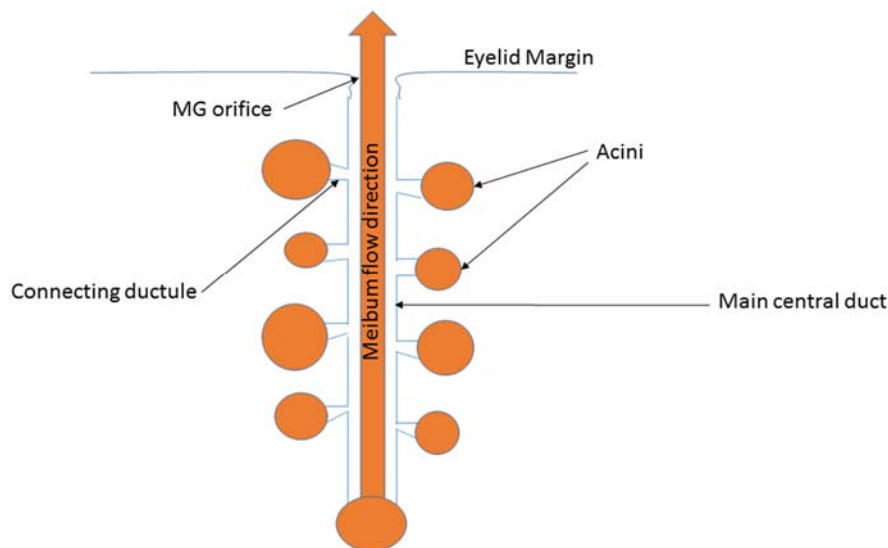 Eyelid Margin
MG orifice
Acini
Meibum flow direction
Connecting ductule
Main central duct